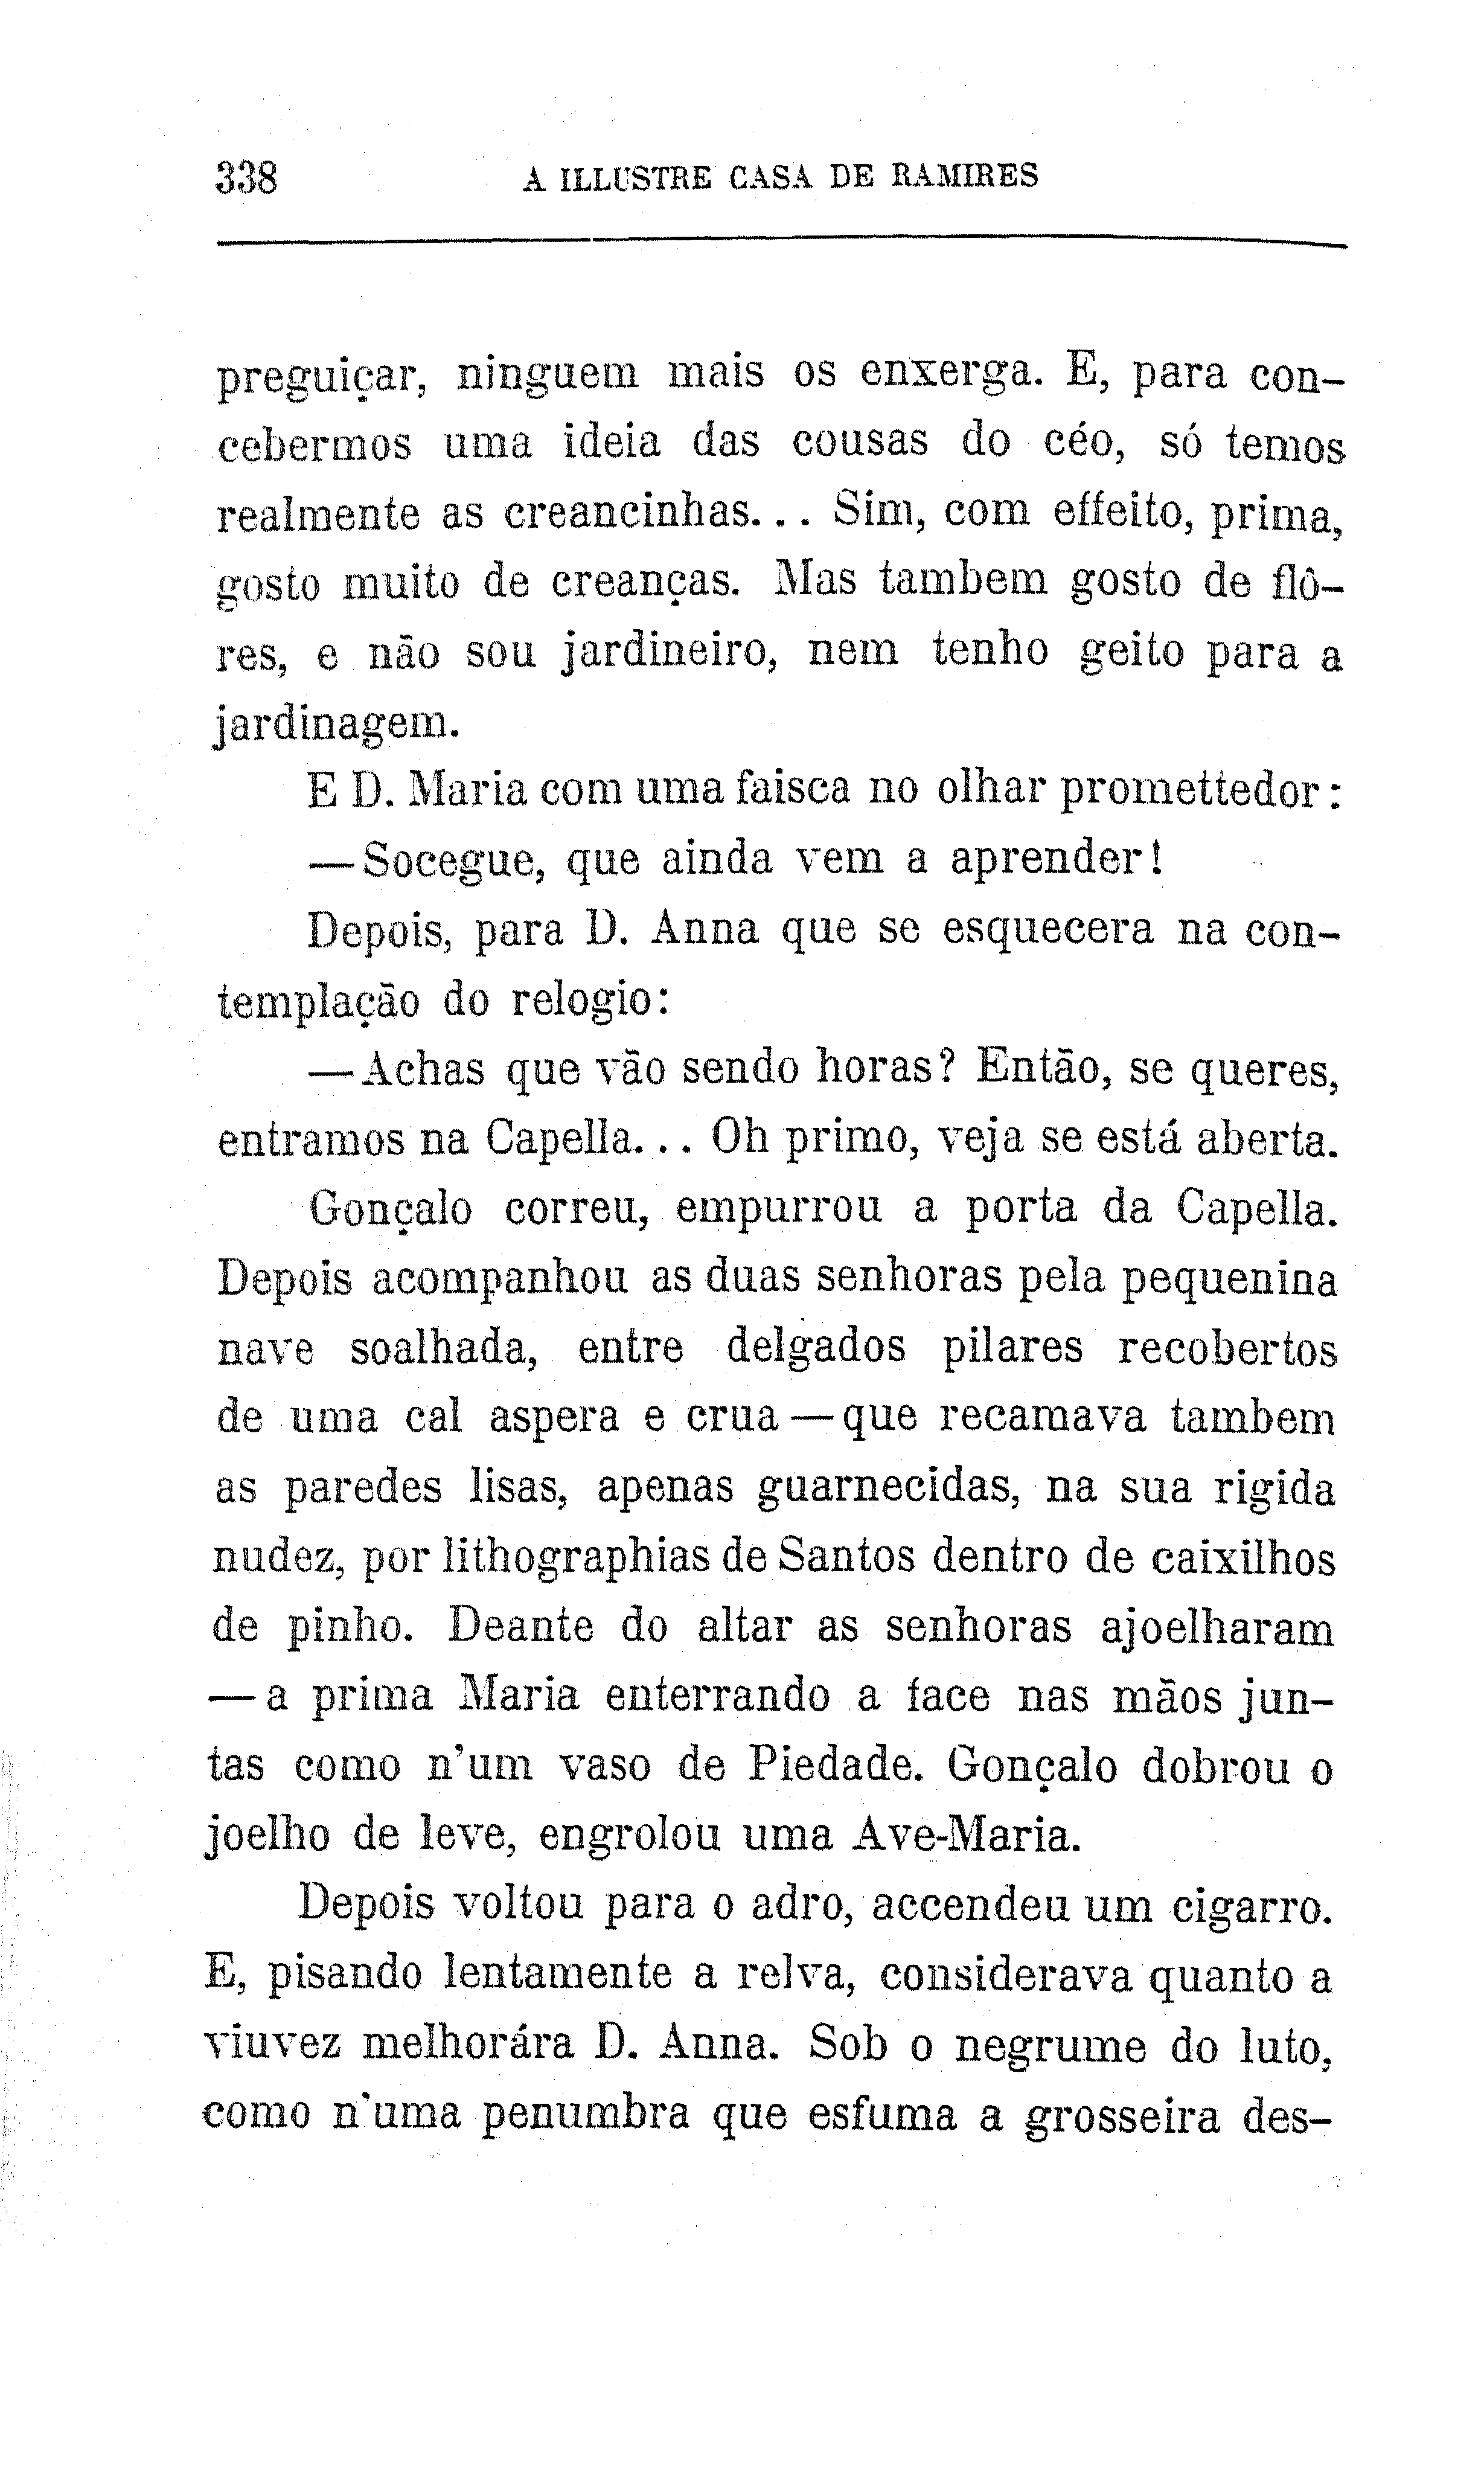 338 A ILLUSTRE CASA DE RAMIRES
preguiçar, ninguem mais os enxerga. E, para con-
cebermos uma ideia das cousas do céo, só temos
realmente as creancinhas... Sim, com effeito, prima,
gosto muito de creanças. Mas tambem gosto de flô-
res, e não sou jardineiro, nem tenho geito para a
jardinagem.
E D. Maria com uma faisca no olhar promettedor:
—Socegue, que ainda vem a aprender!
Depois, para D. Anna que se esquecera na con-
templação do relogio:
—Achas que vão sendo horas? Então, se queres,
entramos na Capella... Oh primo, veja se está aberta.
Gonçalo correu, empurrou a porta da Capella.
Depois acompanhou as duas senhoras pela pequenina
nave soalhada, entre delgados pilares recobertos
de uma cal aspera e crua—que recamava tambem
as paredes lisas, apenas guarnecidas, na sua rigida
nudez, por lithographias de Santos dentro de caixilhos
de pinho. Deante do altar as senhoras ajoelharam
—a prima Maria enterrando a face nas mãos jun-
tas como n'um vaso de Piedade. Gonçalo dobrou o
joelho de leve, engrolou uma Ave-Maria.
Depois voltou para o adro, accendeu um cigarro.
E, pisando lentamente a relva, considerava quanto a
viuvez melhorára D. Anna. Sob o negrume do luto,
como n'uma penumbra que esfuma a grosseira des-